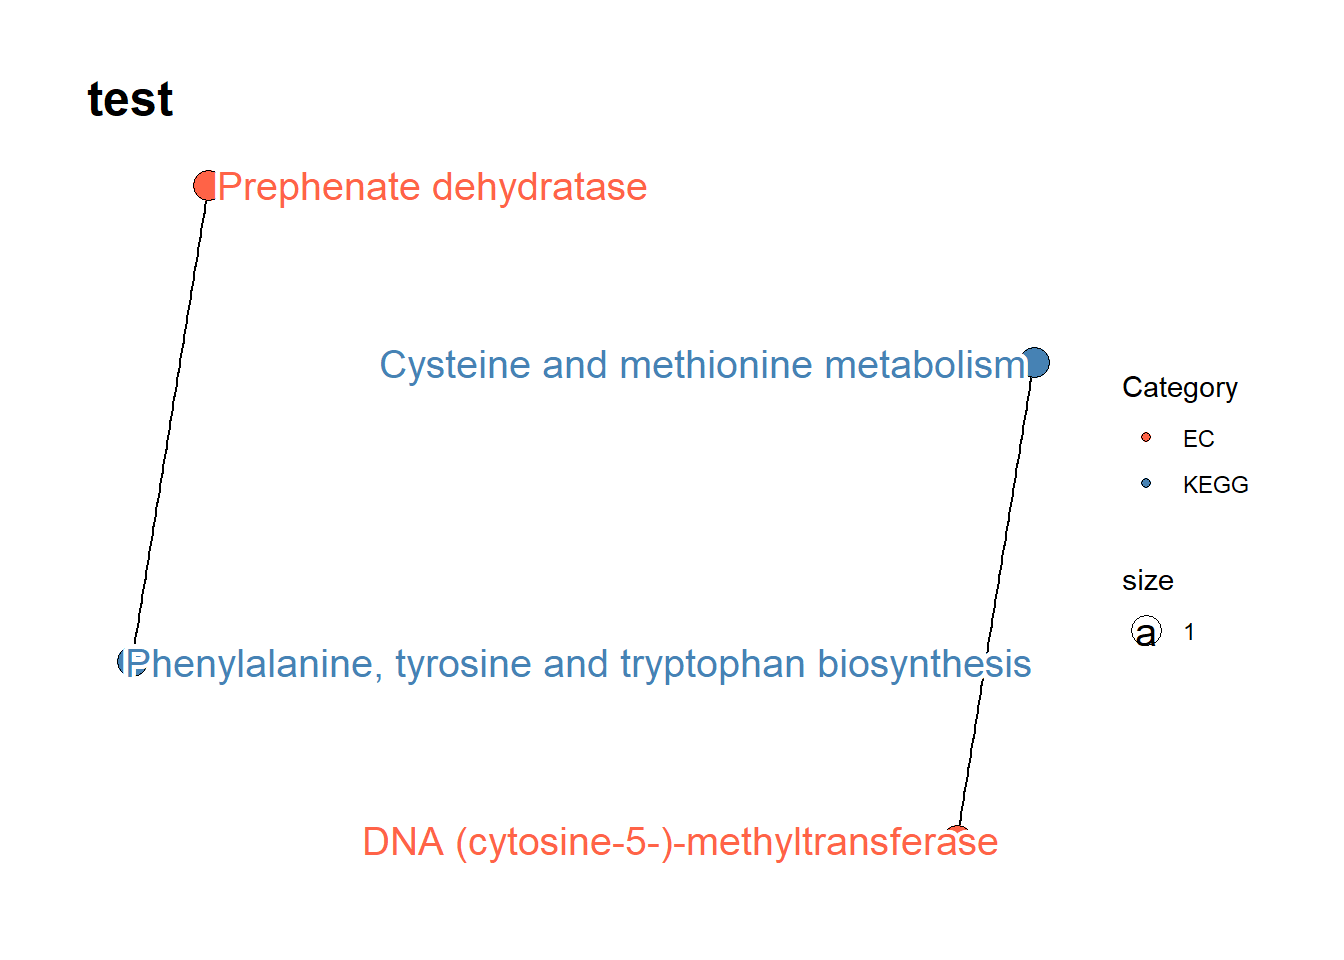 test
Prephenate dehydratase
Cysteine and methionine metabolism
Category
EC
KEGG
size
a 1
Phenylalanine, tyrosine and tryptophan biosynthesis
DNA (cytosine-5-)-methyltransferase